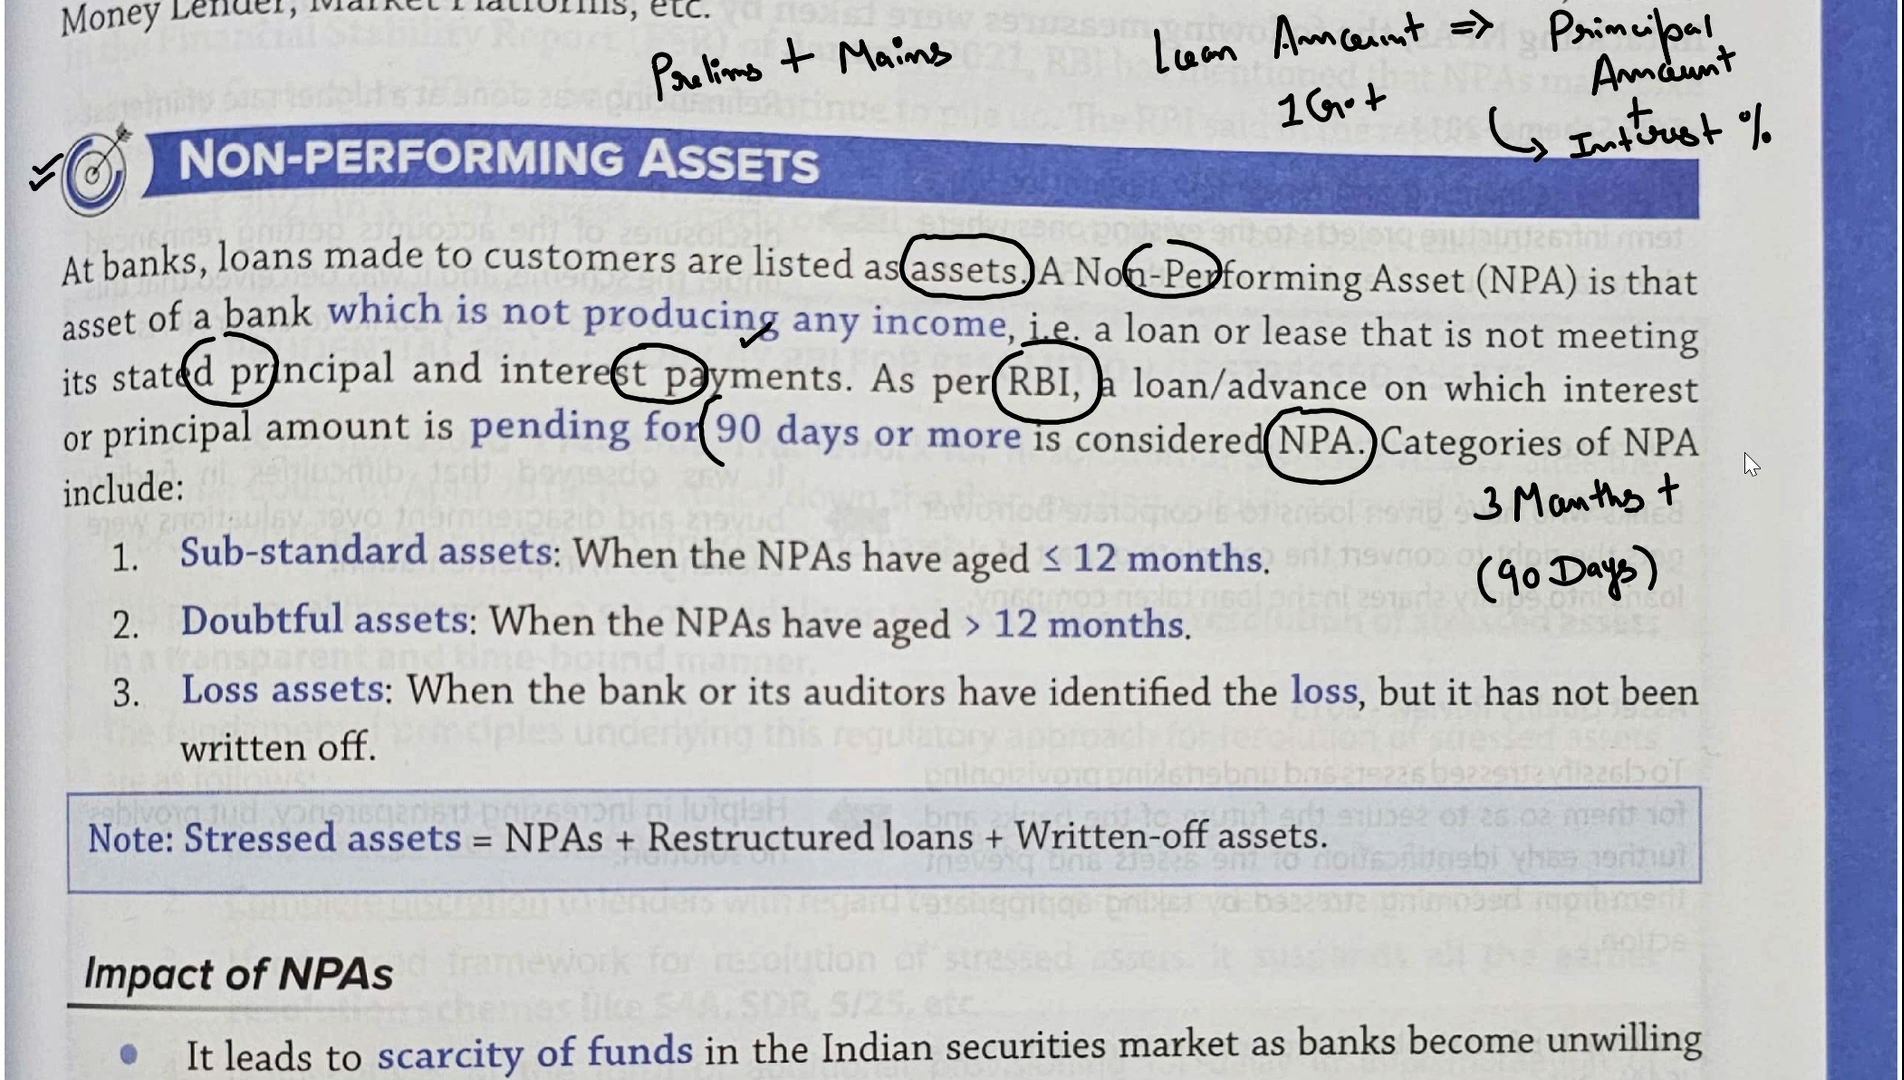 Money Lender, Market Platforms, etc.
Prelims + Mains
Loan Amount => Principal
Amount
+
Interest %
NON-PERFORMING ASSETS
At banks, loans made to customers are listed as assets. A Non-Performing Asset (NPA) is that
asset of a bank which is not producing any income, i.e. a loan or lease that is not meeting
its stated principal and interest payments. As per RBI, a loan/advance on which interest
or principal amount is pending for 90 days or more is considered NPA. Categories of NPA
include:
3 Months +
(90 Days)
1. Sub-standard assets: When the NPAs have aged ≤ 12 months.
2. Doubtful assets: When the NPAs have aged > 12 months.
3. Loss assets: When the bank or its auditors have identified the loss, but it has not been
written off.
Note: Stressed assets = NPAs + Restructured loans + Written-off assets.
Impact of NPAs
• It leads to scarcity of funds in the Indian securities market as banks become unwilling